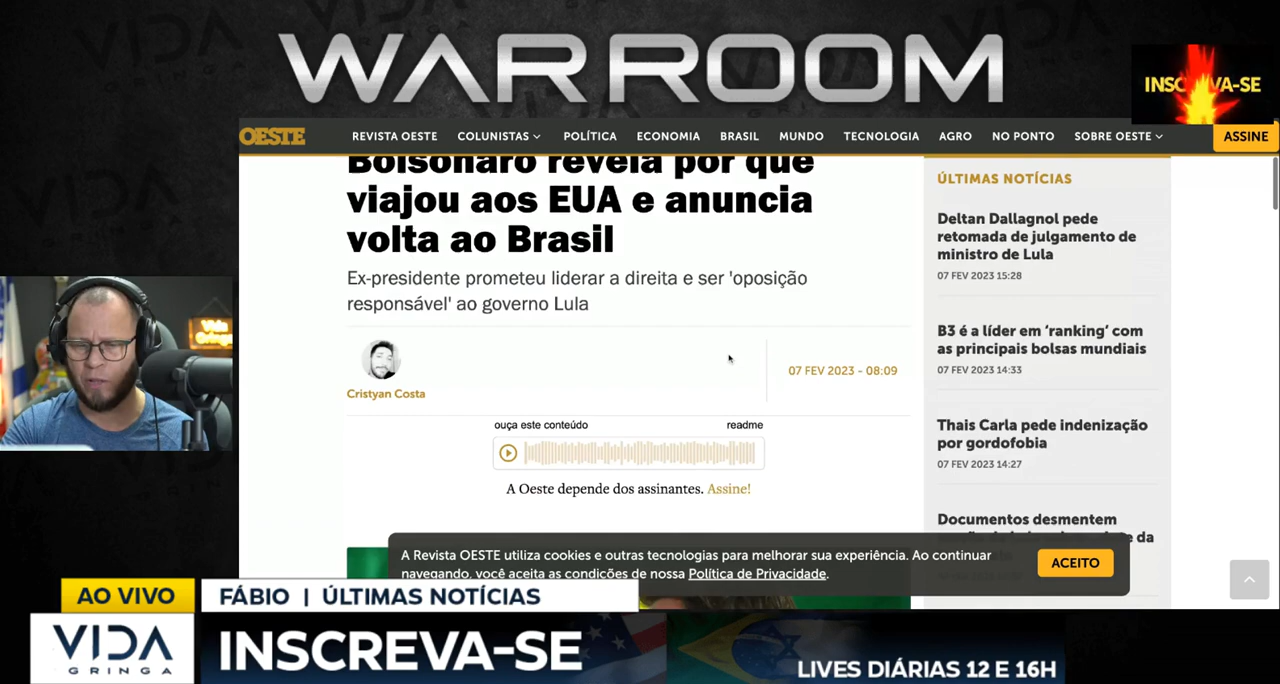 WARROOM
INSCREVA-SE
OESTE
REVISTA OESTE
COLUNISTAS
POLÍTICA
ECONOMIA
BRASIL
MUNDO
TECNOLOGIA
AGRO
NO PONTO
SOBRE OESTE
ASSINE
Bolsonaro revela por que
viajou aos EUA e anuncia
volta ao Brasil
Ex-presidente prometeu liderar a direita e ser 'oposição
responsável' ao governo Lula
Cristyan Costa
07 FEV 2023 - 08:09
ouça este conteúdo
readme
A Oeste depende dos assinantes. Assine!
ÚLTIMAS NOTÍCIAS
Deltan Dallagnol pede
retomada de julgamento de
ministro de Lula
07 FEV 2023 15:28
B3 é a líder em ‘ranking’ com
as principais bolsas mundiais
07 FEV 2023 14:33
Thais Carla pede indenização
por gordofobia
07 FEV 2023 14:27
Documentos desmentem
da
A Revista OESTE utiliza cookies e outras tecnologias para melhorar sua experiência. Ao continuar
navegando, você aceita as condições de nossa Política de Privacidade.
ACEITO
Vida
AO VIVO
FÁBIO | ÚLTIMAS NOTÍCIAS
VIDA
GRINGA
INSCREVA-SE
LIVES DIÁRIAS 12 E 16H